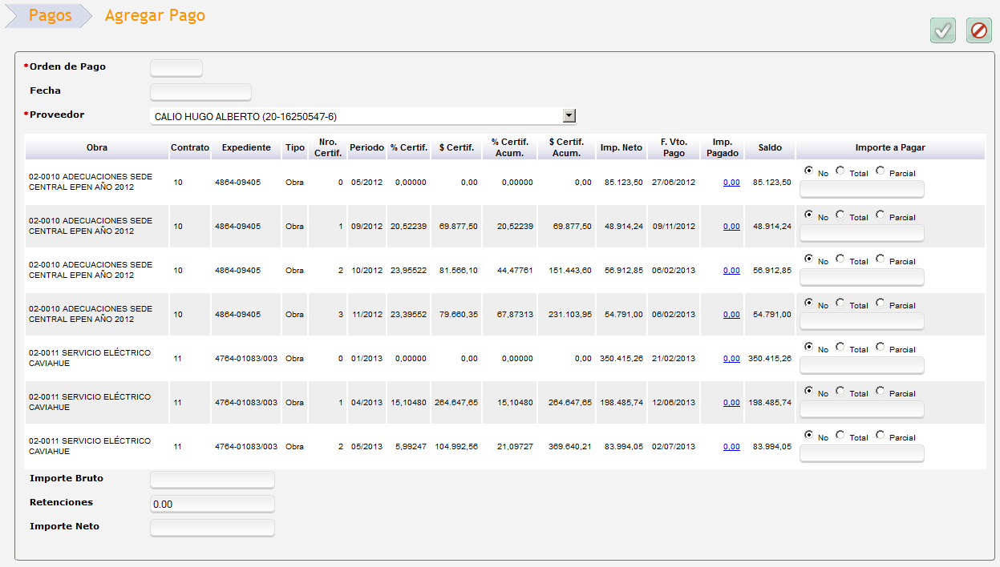 Pagos Agregar Pago
*Orden de Pago
Fecha
*Proveedor CALIO HUGO ALBERTO (20-16250547-6)
Obra Contrato Expediente Tipo Nro. Certif. Periodo % Certif. $ Certif. % Certif. Acum. $ Certif. Acum. Imp. Neto F. Vto. Pago Imp. Pagado Saldo Importe a Pagar
02-0010 ADECUACIONES SEDE CENTRAL EPEN AÑO 2012 10 4864-09405 Obra 0 05/2012 0,00000 0,00 0,00000 0,00 85.123,50 27/06/2012 0,00 85.123,50 No Total Parcial
02-0010 ADECUACIONES SEDE CENTRAL EPEN AÑO 2012 10 4864-09405 Obra 1 09/2012 20,52239 69.877,50 20,52239 69.877,50 48.914,24 09/11/2012 0,00 48.914,24 No Total Parcial
02-0010 ADECUACIONES SEDE CENTRAL EPEN AÑO 2012 10 4864-09405 Obra 2 10/2012 23,95522 81.566,10 44,47761 151.443,60 56.912,85 06/02/2013 0,00 56.912,85 No Total Parcial
02-0010 ADECUACIONES SEDE CENTRAL EPEN AÑO 2012 10 4864-09405 Obra 3 11/2012 23,39552 79.660,35 67,87313 231.103,95 54.791,00 06/02/2013 0,00 54.791,00 No Total Parcial
02-0011 SERVICIO ELÉCTRICO CAVIAHUE 11 4764-01083/003 Obra 0 01/2013 0,00000 0,00 0,00000 0,00 350.415,26 21/02/2013 0,00 350.415,26 No Total Parcial
02-0011 SERVICIO ELÉCTRICO CAVIAHUE 11 4764-01083/003 Obra 1 04/2013 15,10480 264.647,65 15,10480 264.647,65 198.485,74 12/06/2013 0,00 198.485,74 No Total Parcial
02-0011 SERVICIO ELÉCTRICO CAVIAHUE 11 4764-01083/003 Obra 2 05/2013 5,99247 104.992,56 21,09727 369.640,21 83.994,05 02/07/2013 0,00 83.994,05 No Total Parcial
Importe Bruto
Retenciones 0.00
Importe Neto